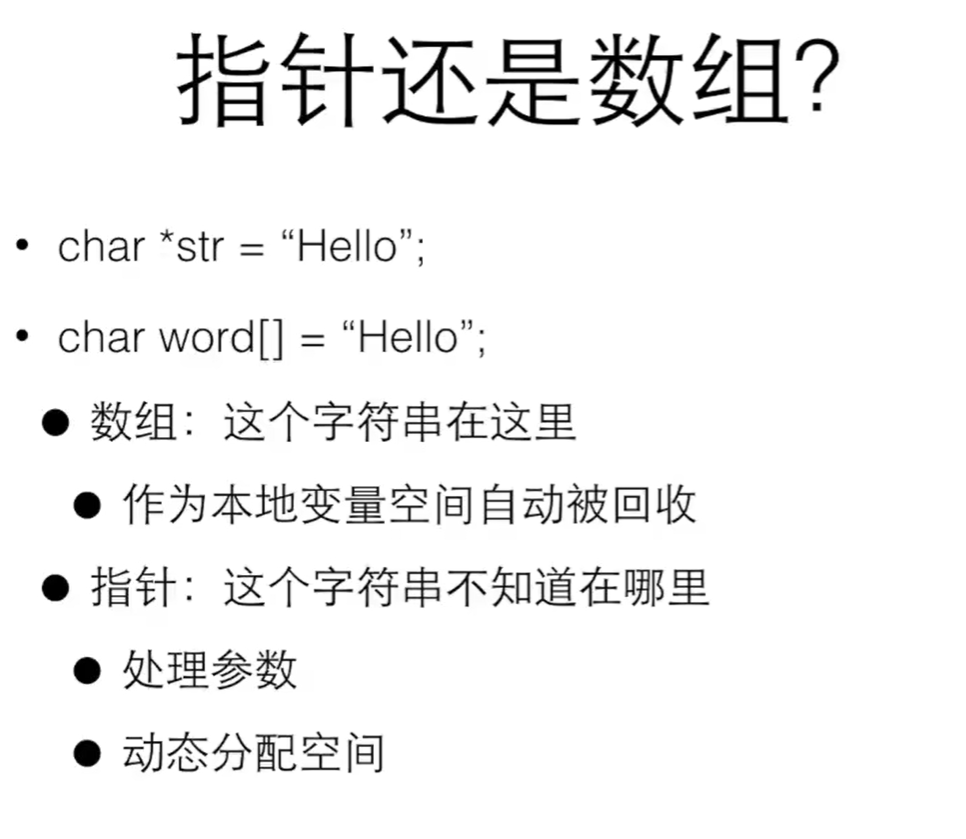 指针还是数组?
• char *str = “Hello”;
• char word[] = “Hello”;
● 数组：这个字符串在这里
● 作为本地变量空间自动被回收
● 指针：这个字符串不知道在哪里
● 处理参数
● 动态分配空间